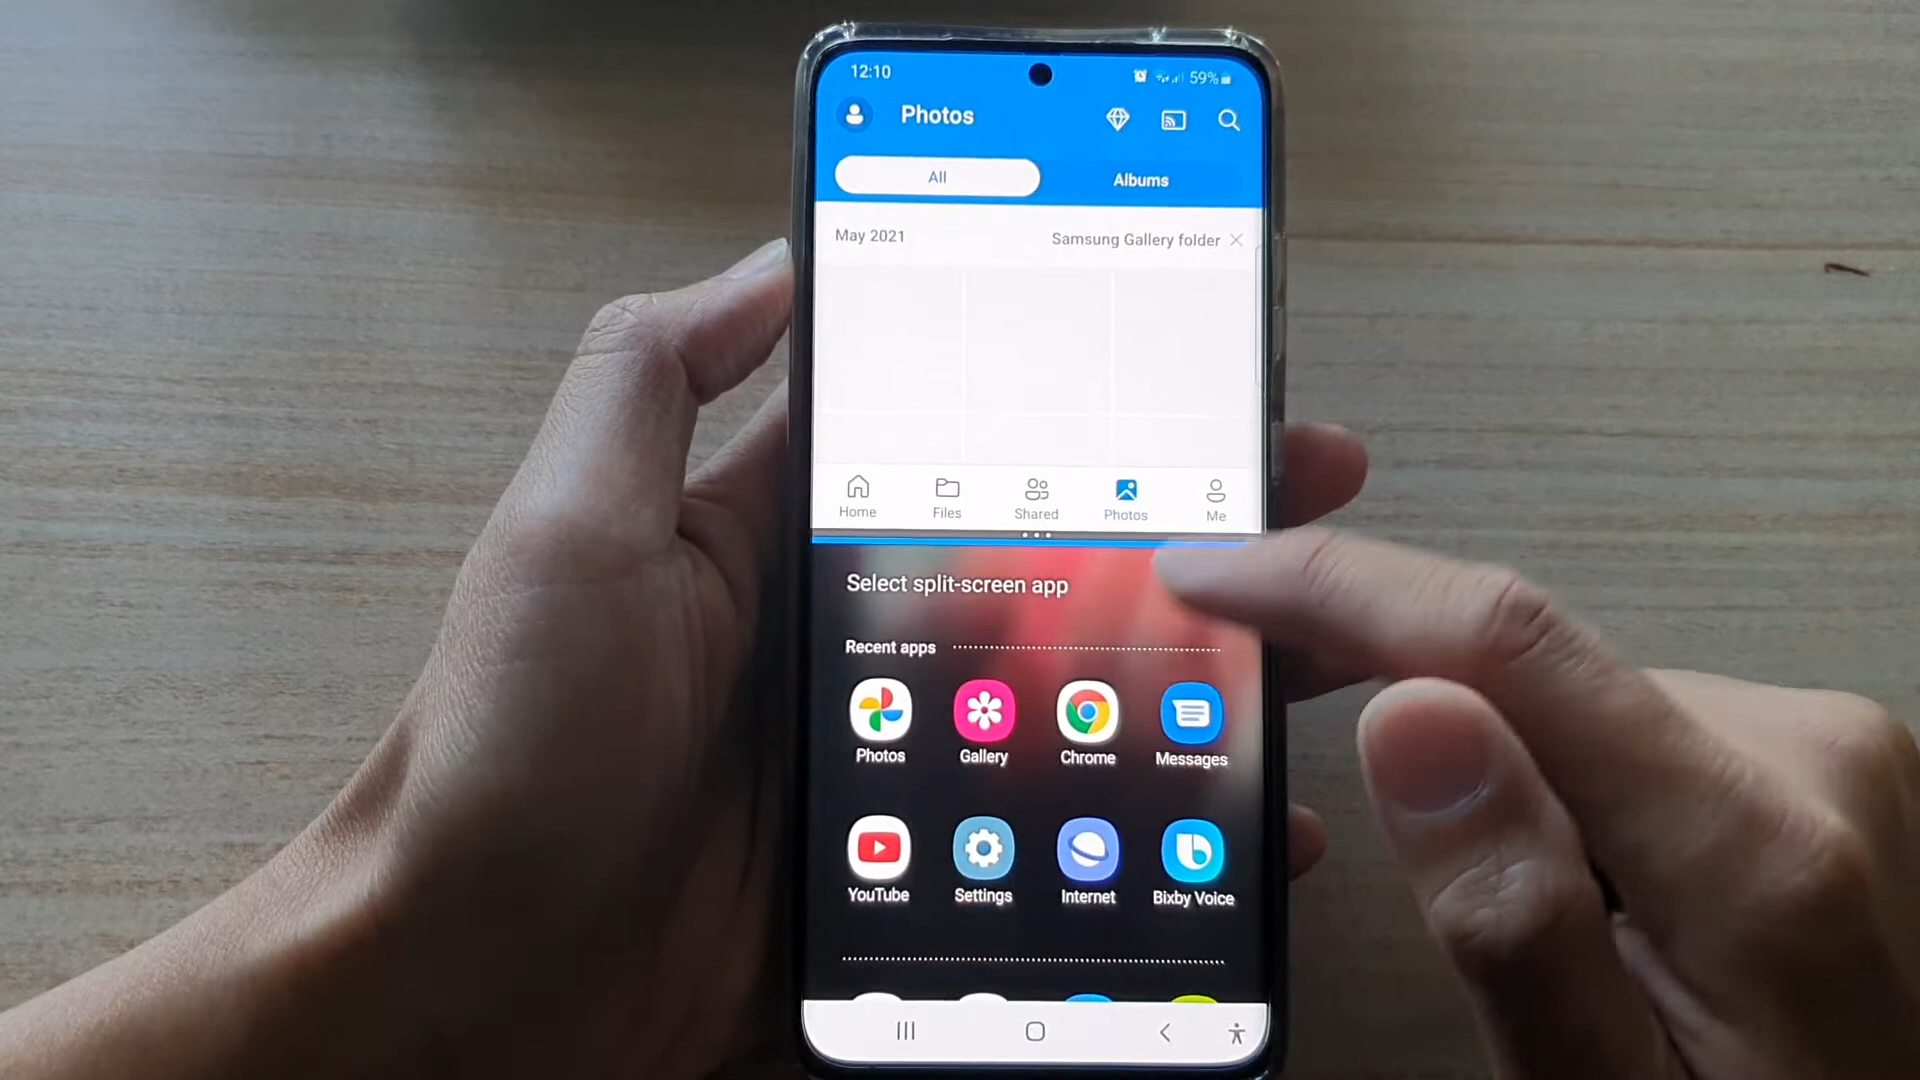 12:10 59%
Photos
All Albums
May 2021 Samsung Gallery folder
Home Files Shared Photos Me
Select split-screen app
Recent apps
Photos Gallery Chrome Messages
YouTube Settings Internet Bixby Voice